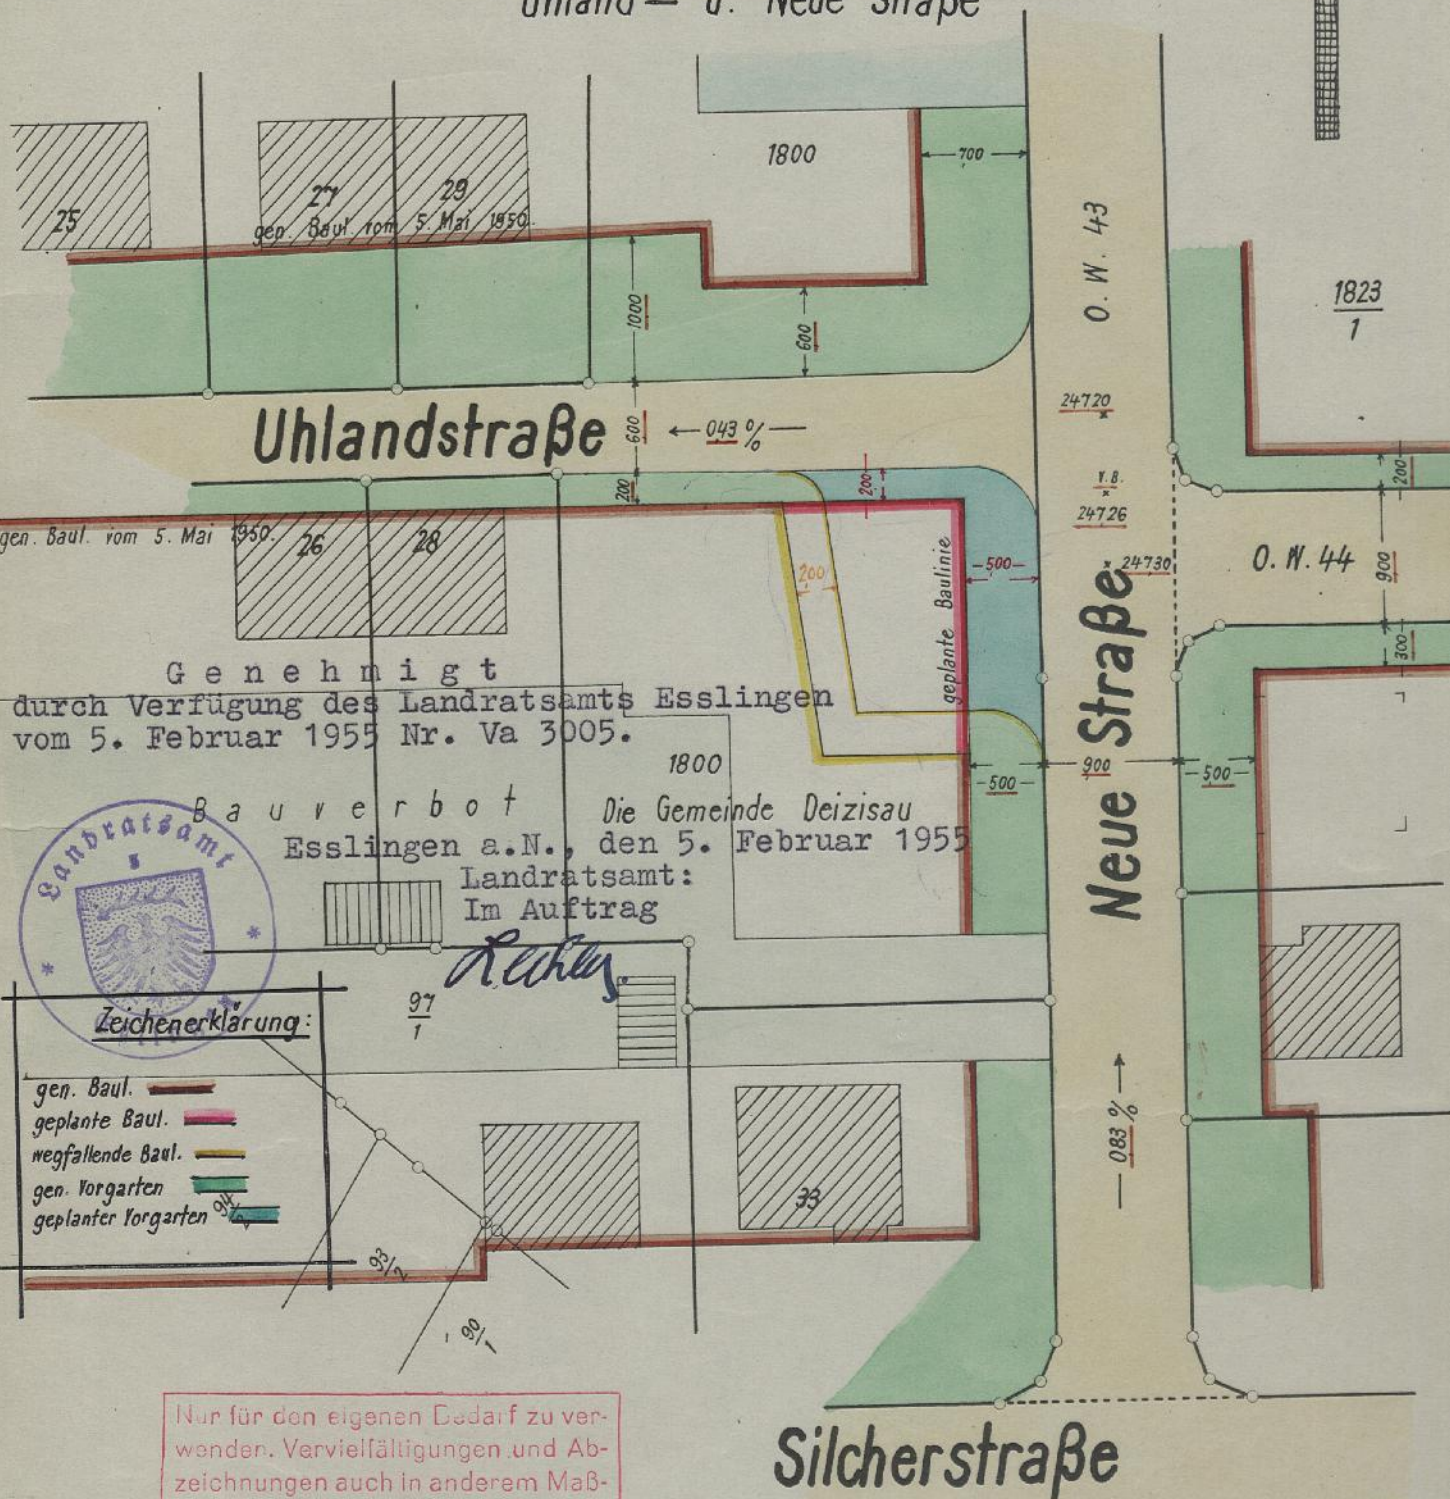 Uhland- u. Neue Straße
1800
700
27
29
25
gen. Baul. vom 5. Mai 1950.
O. W. 43
1823
1
1000
600
24720
Uhlandstraße
600
043 %
200
200
200
V.B.
24726
gen. Baul. vom 5. Mai 1950.
26
28
geplante Baulinie
200
500
24730
O. W. 44
900
300
Genehmigt
durch Verfügung des Landratsamts Esslingen
vom 5. Februar 1955 Nr. Va 3005.
1800
500
900
500
Neue Straße
Bauverbot
Die Gemeinde Deizisau
Esslingen a.N., den 5. Februar 1955
Landratsamt:
Im Auftrag
Landratsamt
97
1
Zeichenerklärung:
gen. Baul.
geplante Baul.
wegfallende Baul.
gen. Vorgarten
geplanter Vorgarten
94/2
93/2
90/1
33
083 %
Nur für den eigenen Bedarf zu ver-
wenden. Vervielfältigungen und Ab-
zeichnungen auch in anderem Maß-
Silcherstraße